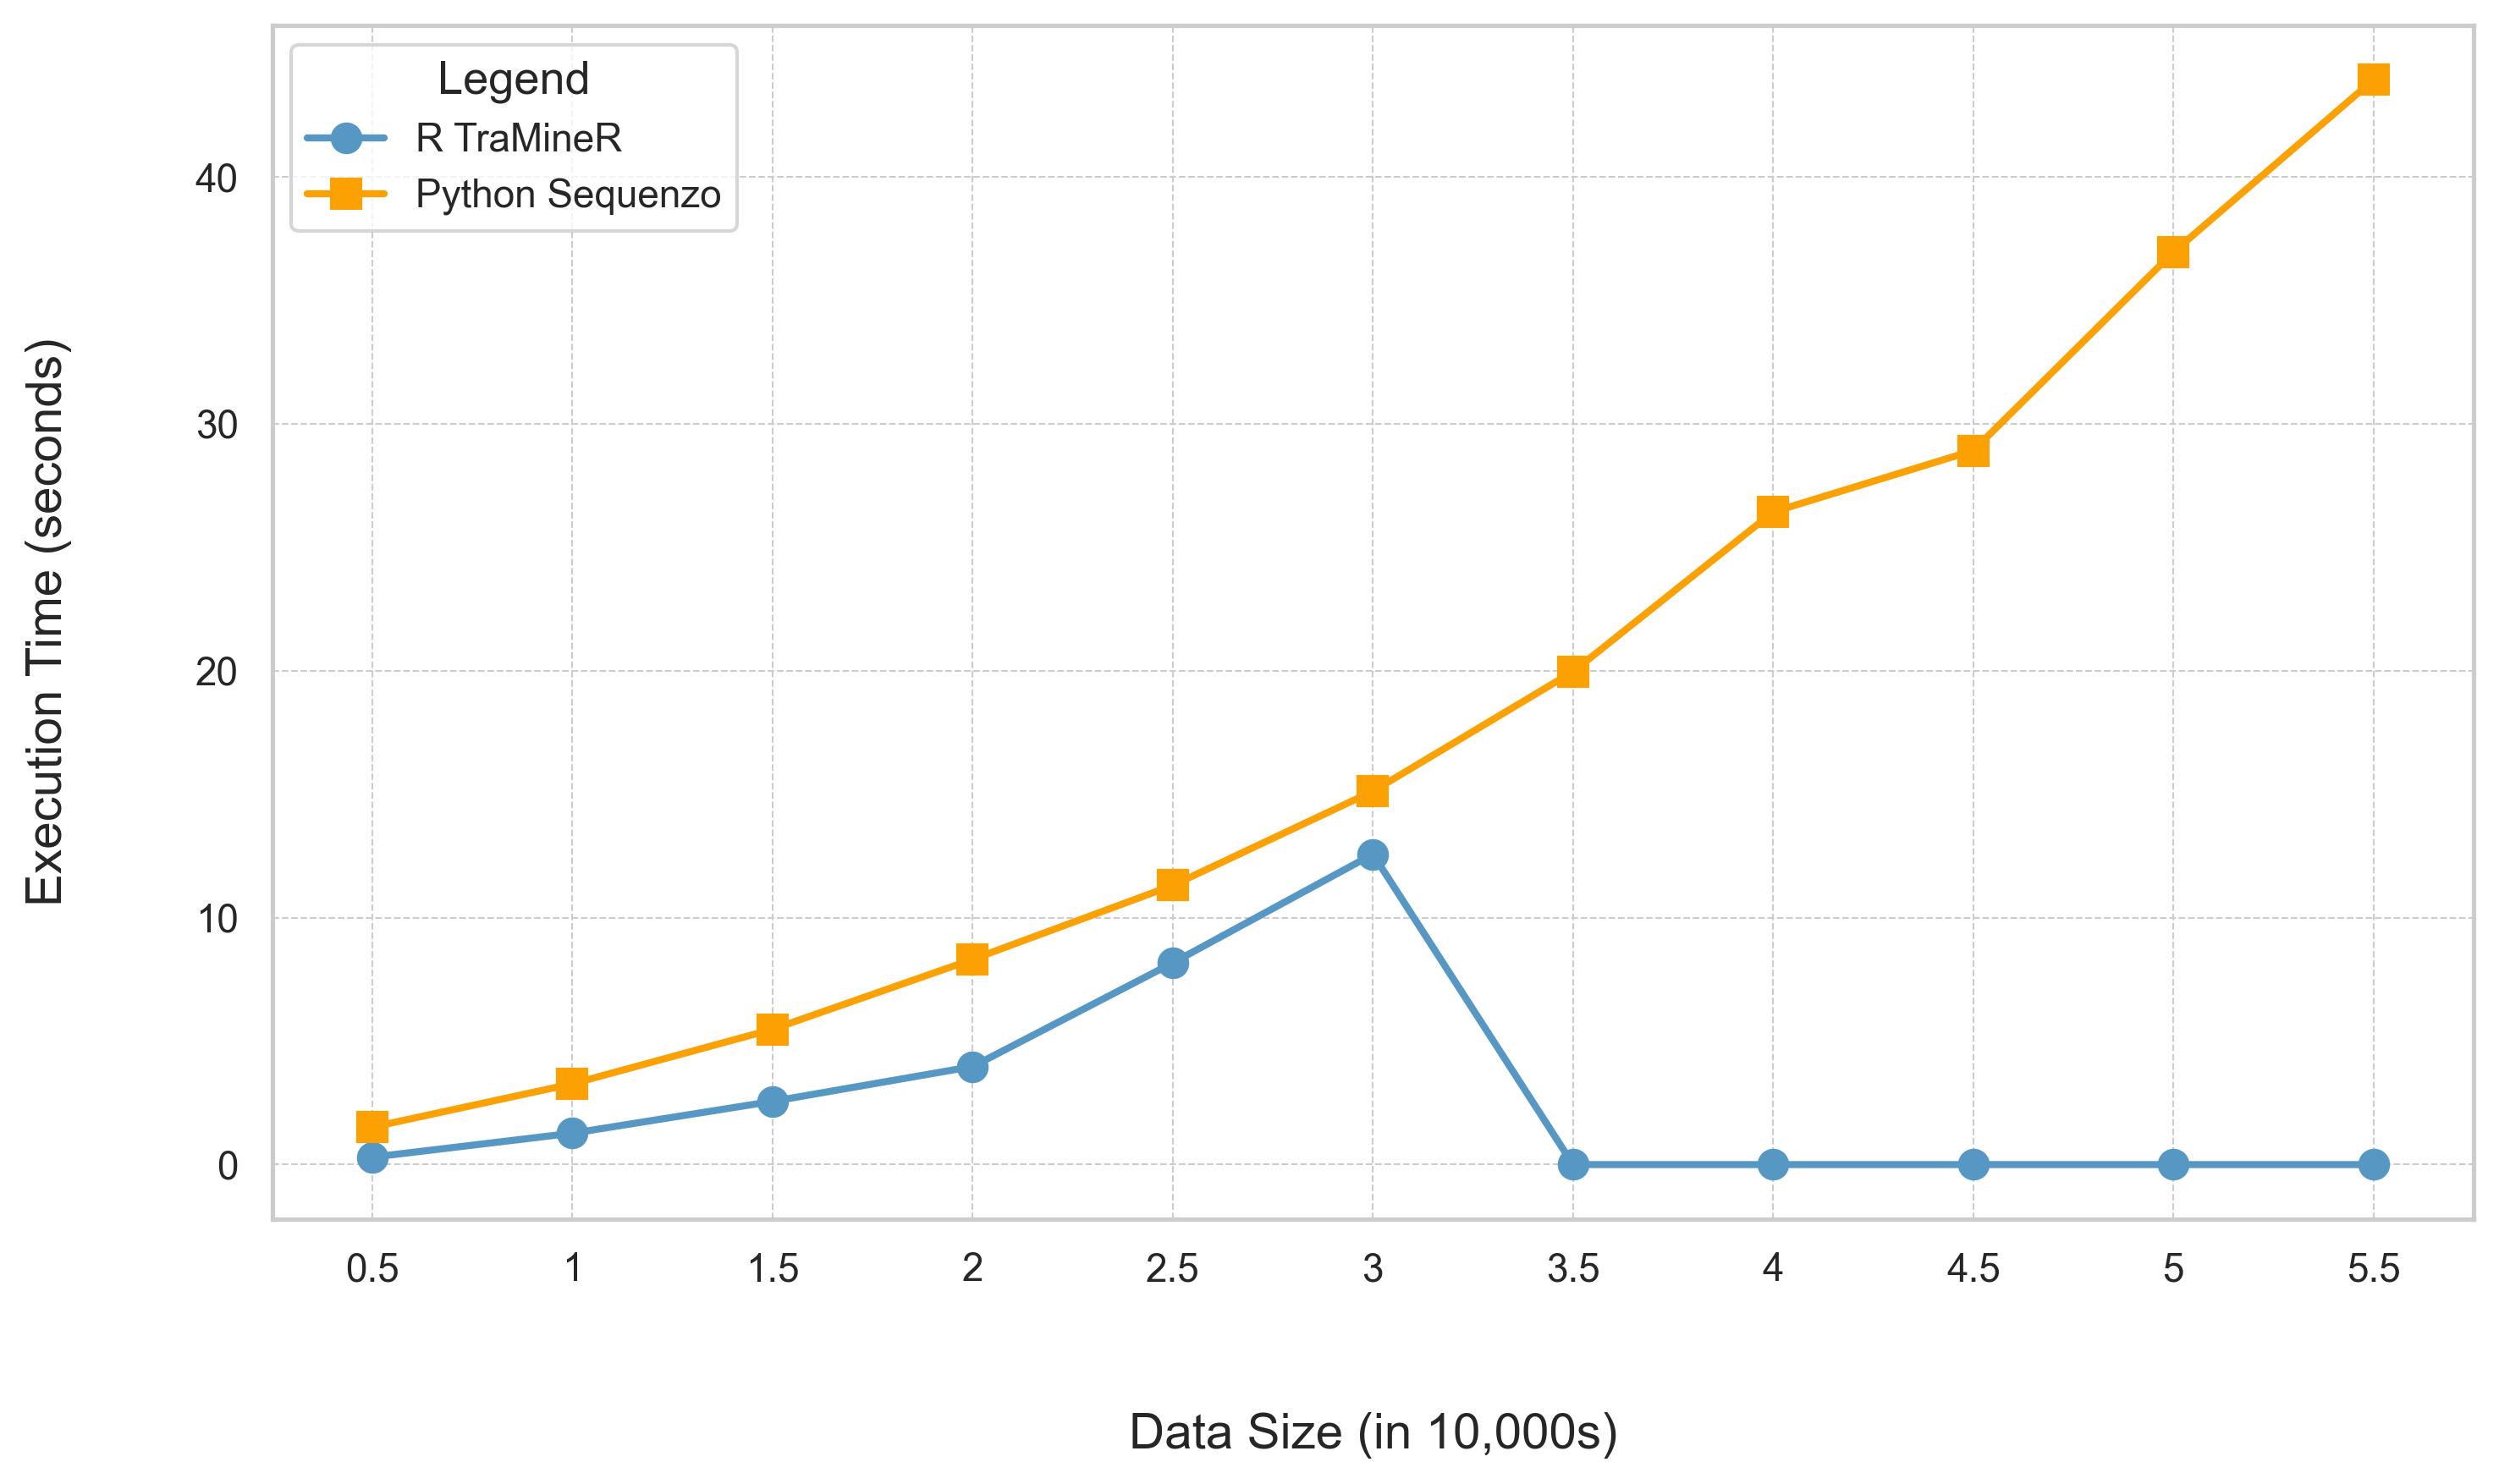 Legend
R TraMineR
Python Sequenzo
Execution Time (seconds)
40
30
20
10
0
0.5 1 1.5 2 2.5 3 3.5 4 4.5 5 5.5
Data Size (in 10,000s)